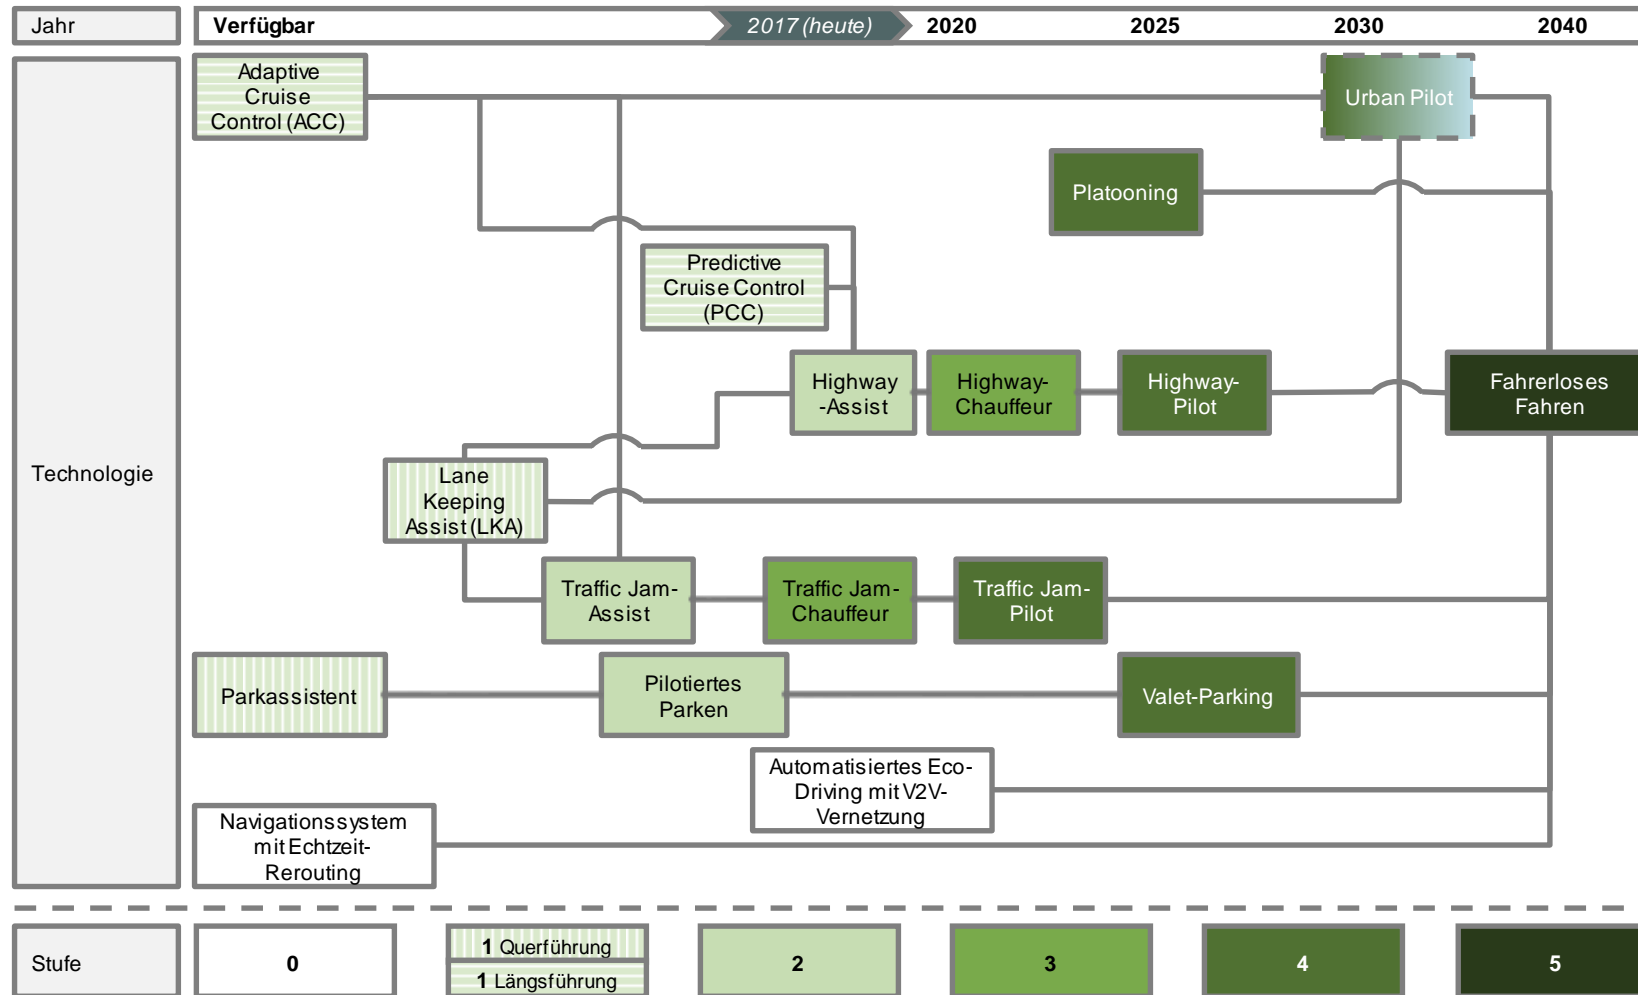 Jahr
Verfügbar
2017 (heute)
2020
2025
2030
2040
Technologie
Adaptive
Cruise
Control (ACC)
Urban Pilot
Platooning
Predictive
Cruise Control
(PCC)
Highway
-Assist
Highway-
Chauffeur
Highway-
Pilot
Fahrerloses
Fahren
Lane
Keeping
Assist (LKA)
Traffic Jam-
Assist
Traffic Jam-
Chauffeur
Traffic Jam-
Pilot
Parkassistent
Pilotiertes
Parken
Valet-Parking
Automatisiertes Eco-
Driving mit V2V-
Vernetzung
Navigationssystem
mit Echtzeit-
Rerouting
Stufe
0
1 Querführung
1 Längsführung
2
3
4
5